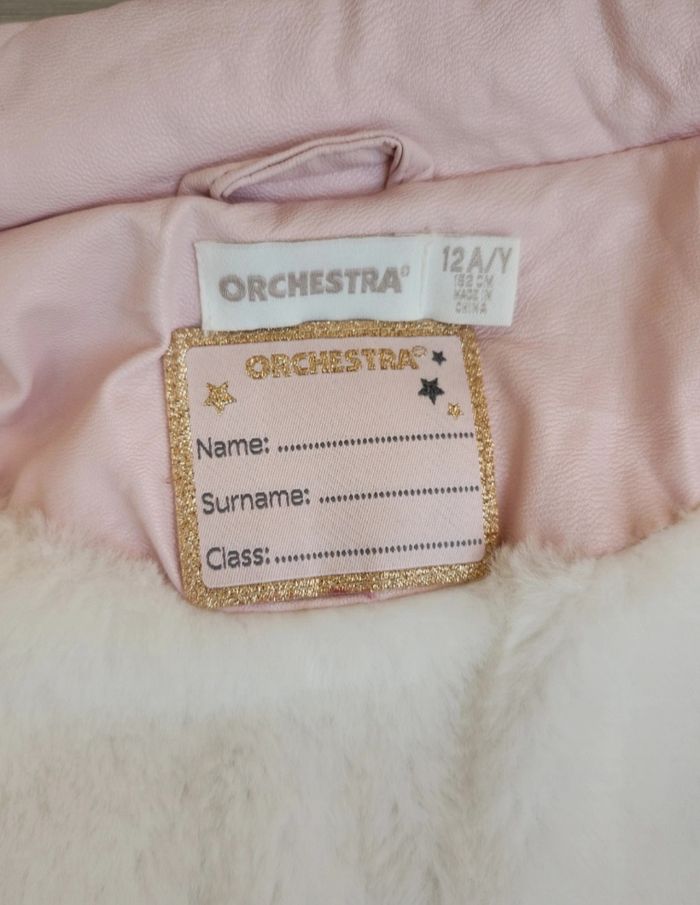 ORCHESTRA
12 A/Y
152 CM
MADE IN
CHINA
ORCHESTRA
Name: ........................................
Surname: ................................
Class: ........................................